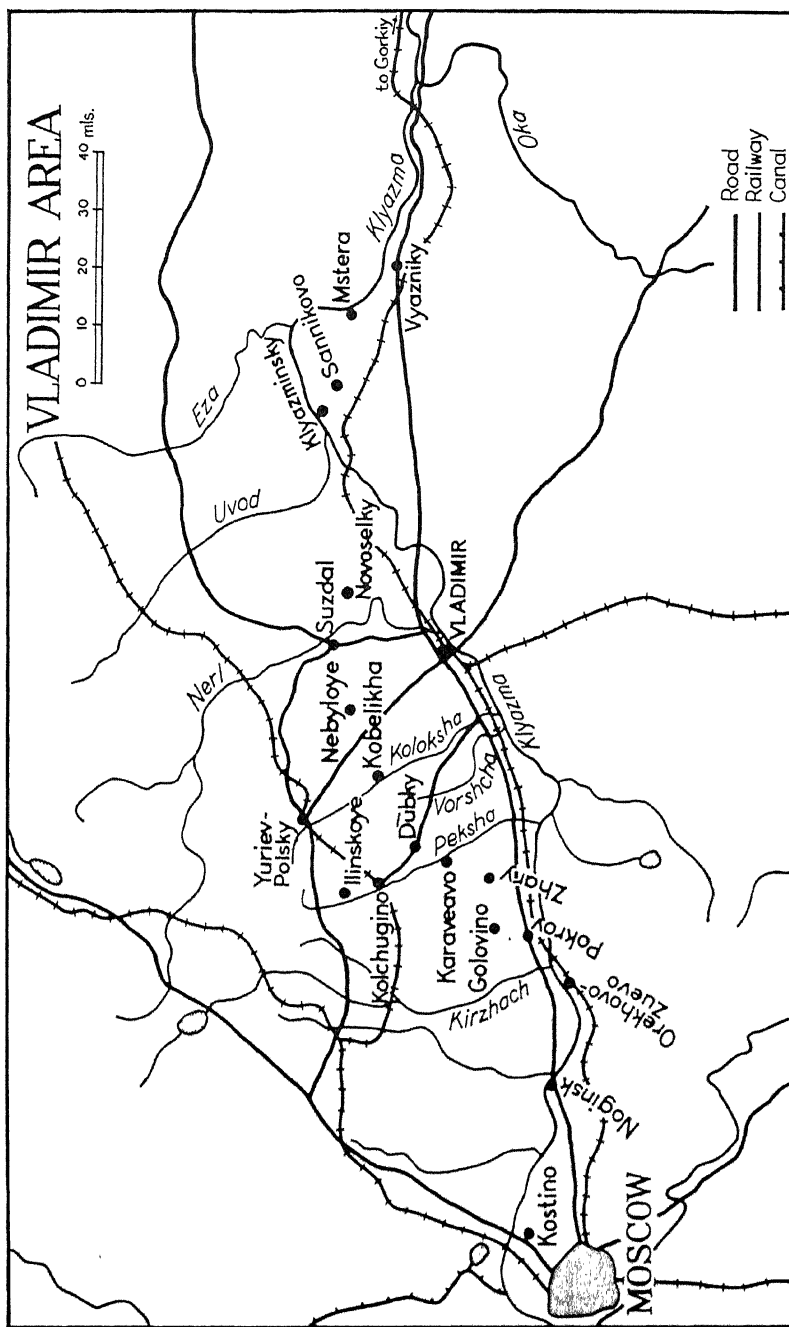 VLADIMIR AREA
0 10 20 30 40 mls.
to Gorkiy
Eza
Uvod
Nerl
Klyazma
Oka
Klyazminsky
Sannikovo
Mstera
Vyazniky
Suzdal
Novoselky
VLADIMIR
Nebyloye
Kobelikha
Koloksha
Klyazma
Yuriev-
Polsky
Ilinskoye
Dubky
Vorshcha
Peksha
Kolchugino
Karaveavo
Zhary
Golovino
Pokrov
Kirzhach
Orekhovo-
Zuevo
Noginsk
Kostino
MOSCOW
Road
Railway
Canal